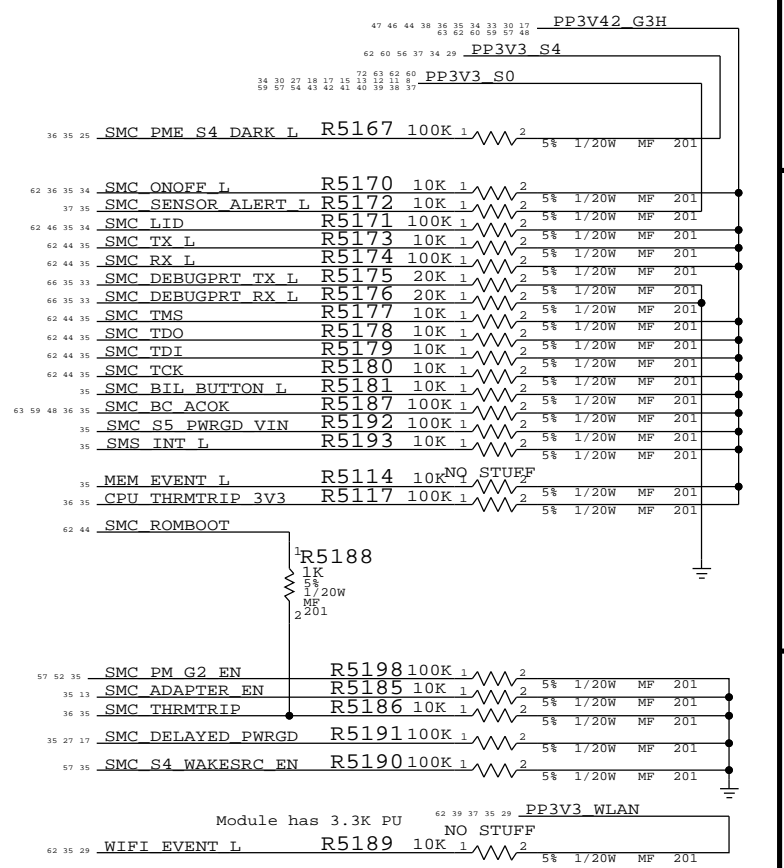 47 46 44 38 36 35 34 33 30 17 PP3V42_G3H
63 62 60 59 57 48
62 60 56 37 34 29 PP3V3_S4
72 63 62 60
34 30 27 18 17 15 13 12 11 8 PP3V3_S0
59 57 54 43 42 41 40 39 38 37
36 35 25 SMC_PME_S4_DARK_L R5167 100K 1 2
5% 1/20W MF 201
62 36 35 34 SMC_ONOFF_L R5170 10K 1 2
5% 1/20W MF 201
37 35 SMC_SENSOR_ALERT_L R5172 10K 1 2
5% 1/20W MF 201
62 46 35 34 SMC_LID R5171 100K 1 2
5% 1/20W MF 201
62 44 35 SMC_TX_L R5173 10K 1 2
5% 1/20W MF 201
62 44 35 SMC_RX_L R5174 100K 1 2
5% 1/20W MF 201
66 35 33 SMC_DEBUGPRT_TX_L R5175 20K 1 2
5% 1/20W MF 201
66 35 33 SMC_DEBUGPRT_RX_L R5176 20K 1 2
5% 1/20W MF 201
62 44 35 SMC_TMS R5177 10K 1 2
5% 1/20W MF 201
62 44 35 SMC_TDO R5178 10K 1 2
5% 1/20W MF 201
62 44 35 SMC_TDI R5179 10K 1 2
5% 1/20W MF 201
62 44 35 SMC_TCK R5180 10K 1 2
5% 1/20W MF 201
35 SMC_BIL_BUTTON_L R5181 10K 1 2
5% 1/20W MF 201
63 59 48 36 35 SMC_BC_ACOK R5187 100K 1 2
5% 1/20W MF 201
35 SMC_S5_PWRGD_VIN R5192 100K 1 2
5% 1/20W MF 201
35 SMS_INT_L R5193 10K 1 2
5% 1/20W MF 201
NO STUFF
35 MEM_EVENT_L R5114 10K 1 2
5% 1/20W MF 201
36 35 CPU_THRMTRIP_3V3 R5117 100K 1 2
5% 1/20W MF 201
62 44 SMC_ROMBOOT
1 R5188
1K
5%
1/20W
MF
2 201
57 52 35 SMC_PM_G2_EN R5198 100K 1 2
5% 1/20W MF 201
35 13 SMC_ADAPTER_EN R5185 10K 1 2
5% 1/20W MF 201
36 35 SMC_THRMTRIP R5186 10K 1 2
5% 1/20W MF 201
35 27 17 SMC_DELAYED_PWRGD R5191 100K 1 2
5% 1/20W MF 201
57 35 SMC_S4_WAKESRC_EN R5190 100K 1 2
5% 1/20W MF 201
62 39 37 35 29 PP3V3_WLAN
Module has 3.3K PU
NO STUFF
62 35 29 WIFI_EVENT_L R5189 10K 1 2
5% 1/20W MF 201